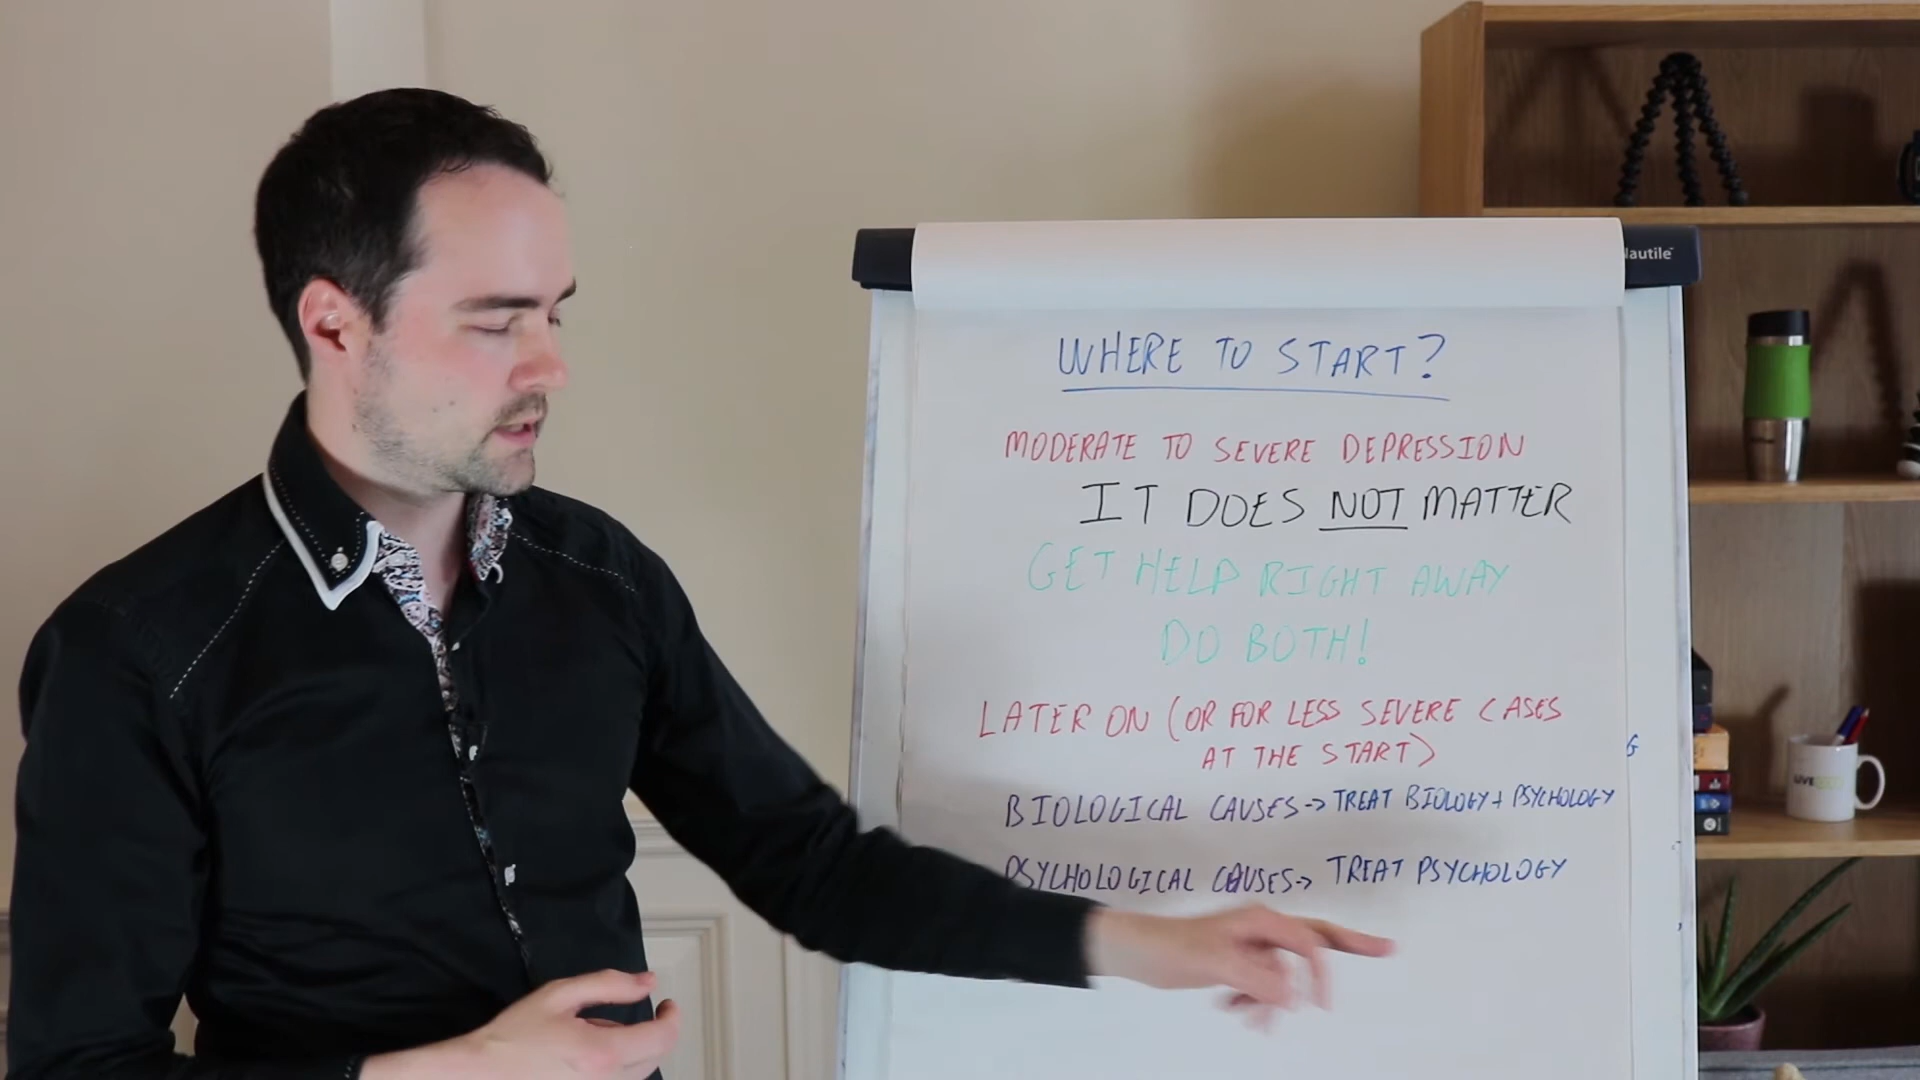 Nautile
WHERE TO START?
MODERATE TO SEVERE DEPRESSION
IT DOES NOT MATTER
GET HELP RIGHT AWAY
DO BOTH!
LATER ON (OR FOR LESS SEVERE CASES
AT THE START)
BIOLOGICAL CAUSES -> TREAT BIOLOGY + PSYCHOLOGY
PSYCHOLOGICAL CAUSES -> TREAT PSYCHOLOGY
G